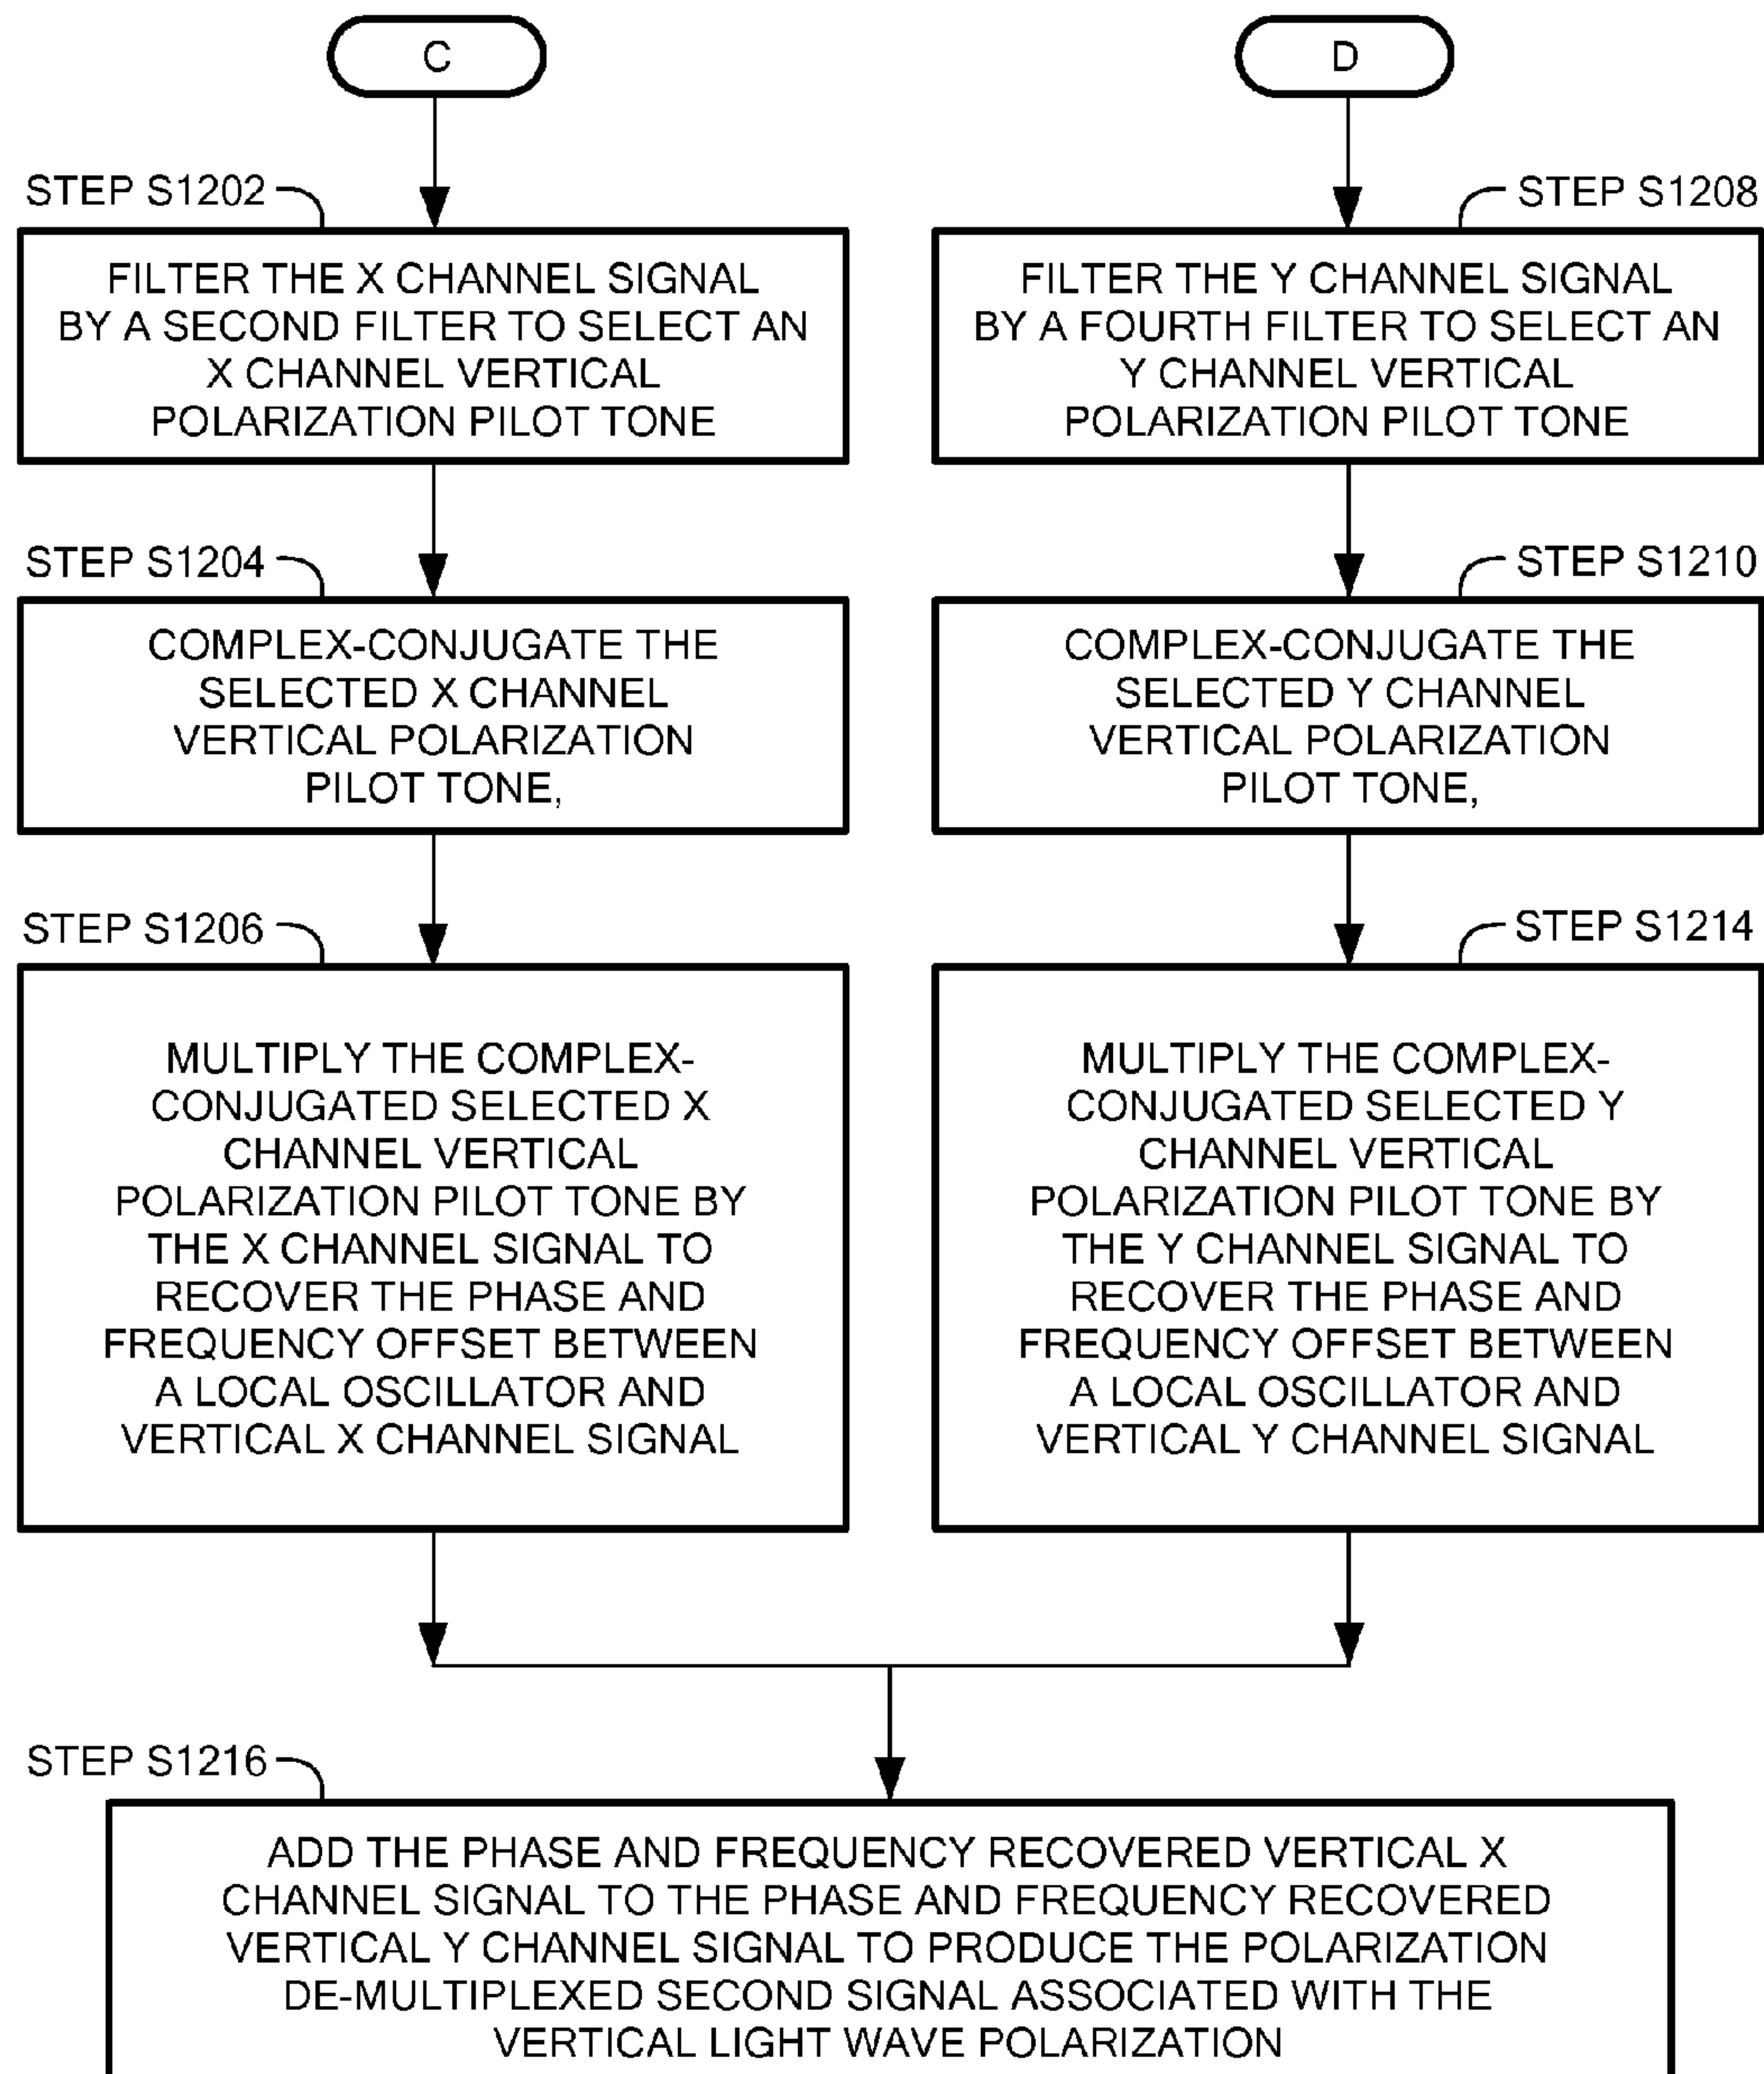 C
STEP S1202
FILTER THE X CHANNEL SIGNAL
BY A SECOND FILTER TO SELECT AN
X CHANNEL VERTICAL
POLARIZATION PILOT TONE
STEP S1204
COMPLEX-CONJUGATE THE
SELECTED X CHANNEL
VERTICAL POLARIZATION
PILOT TONE,
STEP S1206
MULTIPLY THE COMPLEX-
CONJUGATED SELECTED X
CHANNEL VERTICAL
POLARIZATION PILOT TONE BY
THE X CHANNEL SIGNAL TO
RECOVER THE PHASE AND
FREQUENCY OFFSET BETWEEN
A LOCAL OSCILLATOR AND
VERTICAL X CHANNEL SIGNAL
D
STEP S1208
FILTER THE Y CHANNEL SIGNAL
BY A FOURTH FILTER TO SELECT AN
Y CHANNEL VERTICAL
POLARIZATION PILOT TONE
STEP S1210
COMPLEX-CONJUGATE THE
SELECTED Y CHANNEL
VERTICAL POLARIZATION
PILOT TONE,
STEP S1214
MULTIPLY THE COMPLEX-
CONJUGATED SELECTED Y
CHANNEL VERTICAL
POLARIZATION PILOT TONE BY
THE Y CHANNEL SIGNAL TO
RECOVER THE PHASE AND
FREQUENCY OFFSET BETWEEN
A LOCAL OSCILLATOR AND
VERTICAL Y CHANNEL SIGNAL
STEP S1216
ADD THE PHASE AND FREQUENCY RECOVERED VERTICAL X
CHANNEL SIGNAL TO THE PHASE AND FREQUENCY RECOVERED
VERTICAL Y CHANNEL SIGNAL TO PRODUCE THE POLARIZATION
DE-MULTIPLEXED SECOND SIGNAL ASSOCIATED WITH THE
VERTICAL LIGHT WAVE POLARIZATION